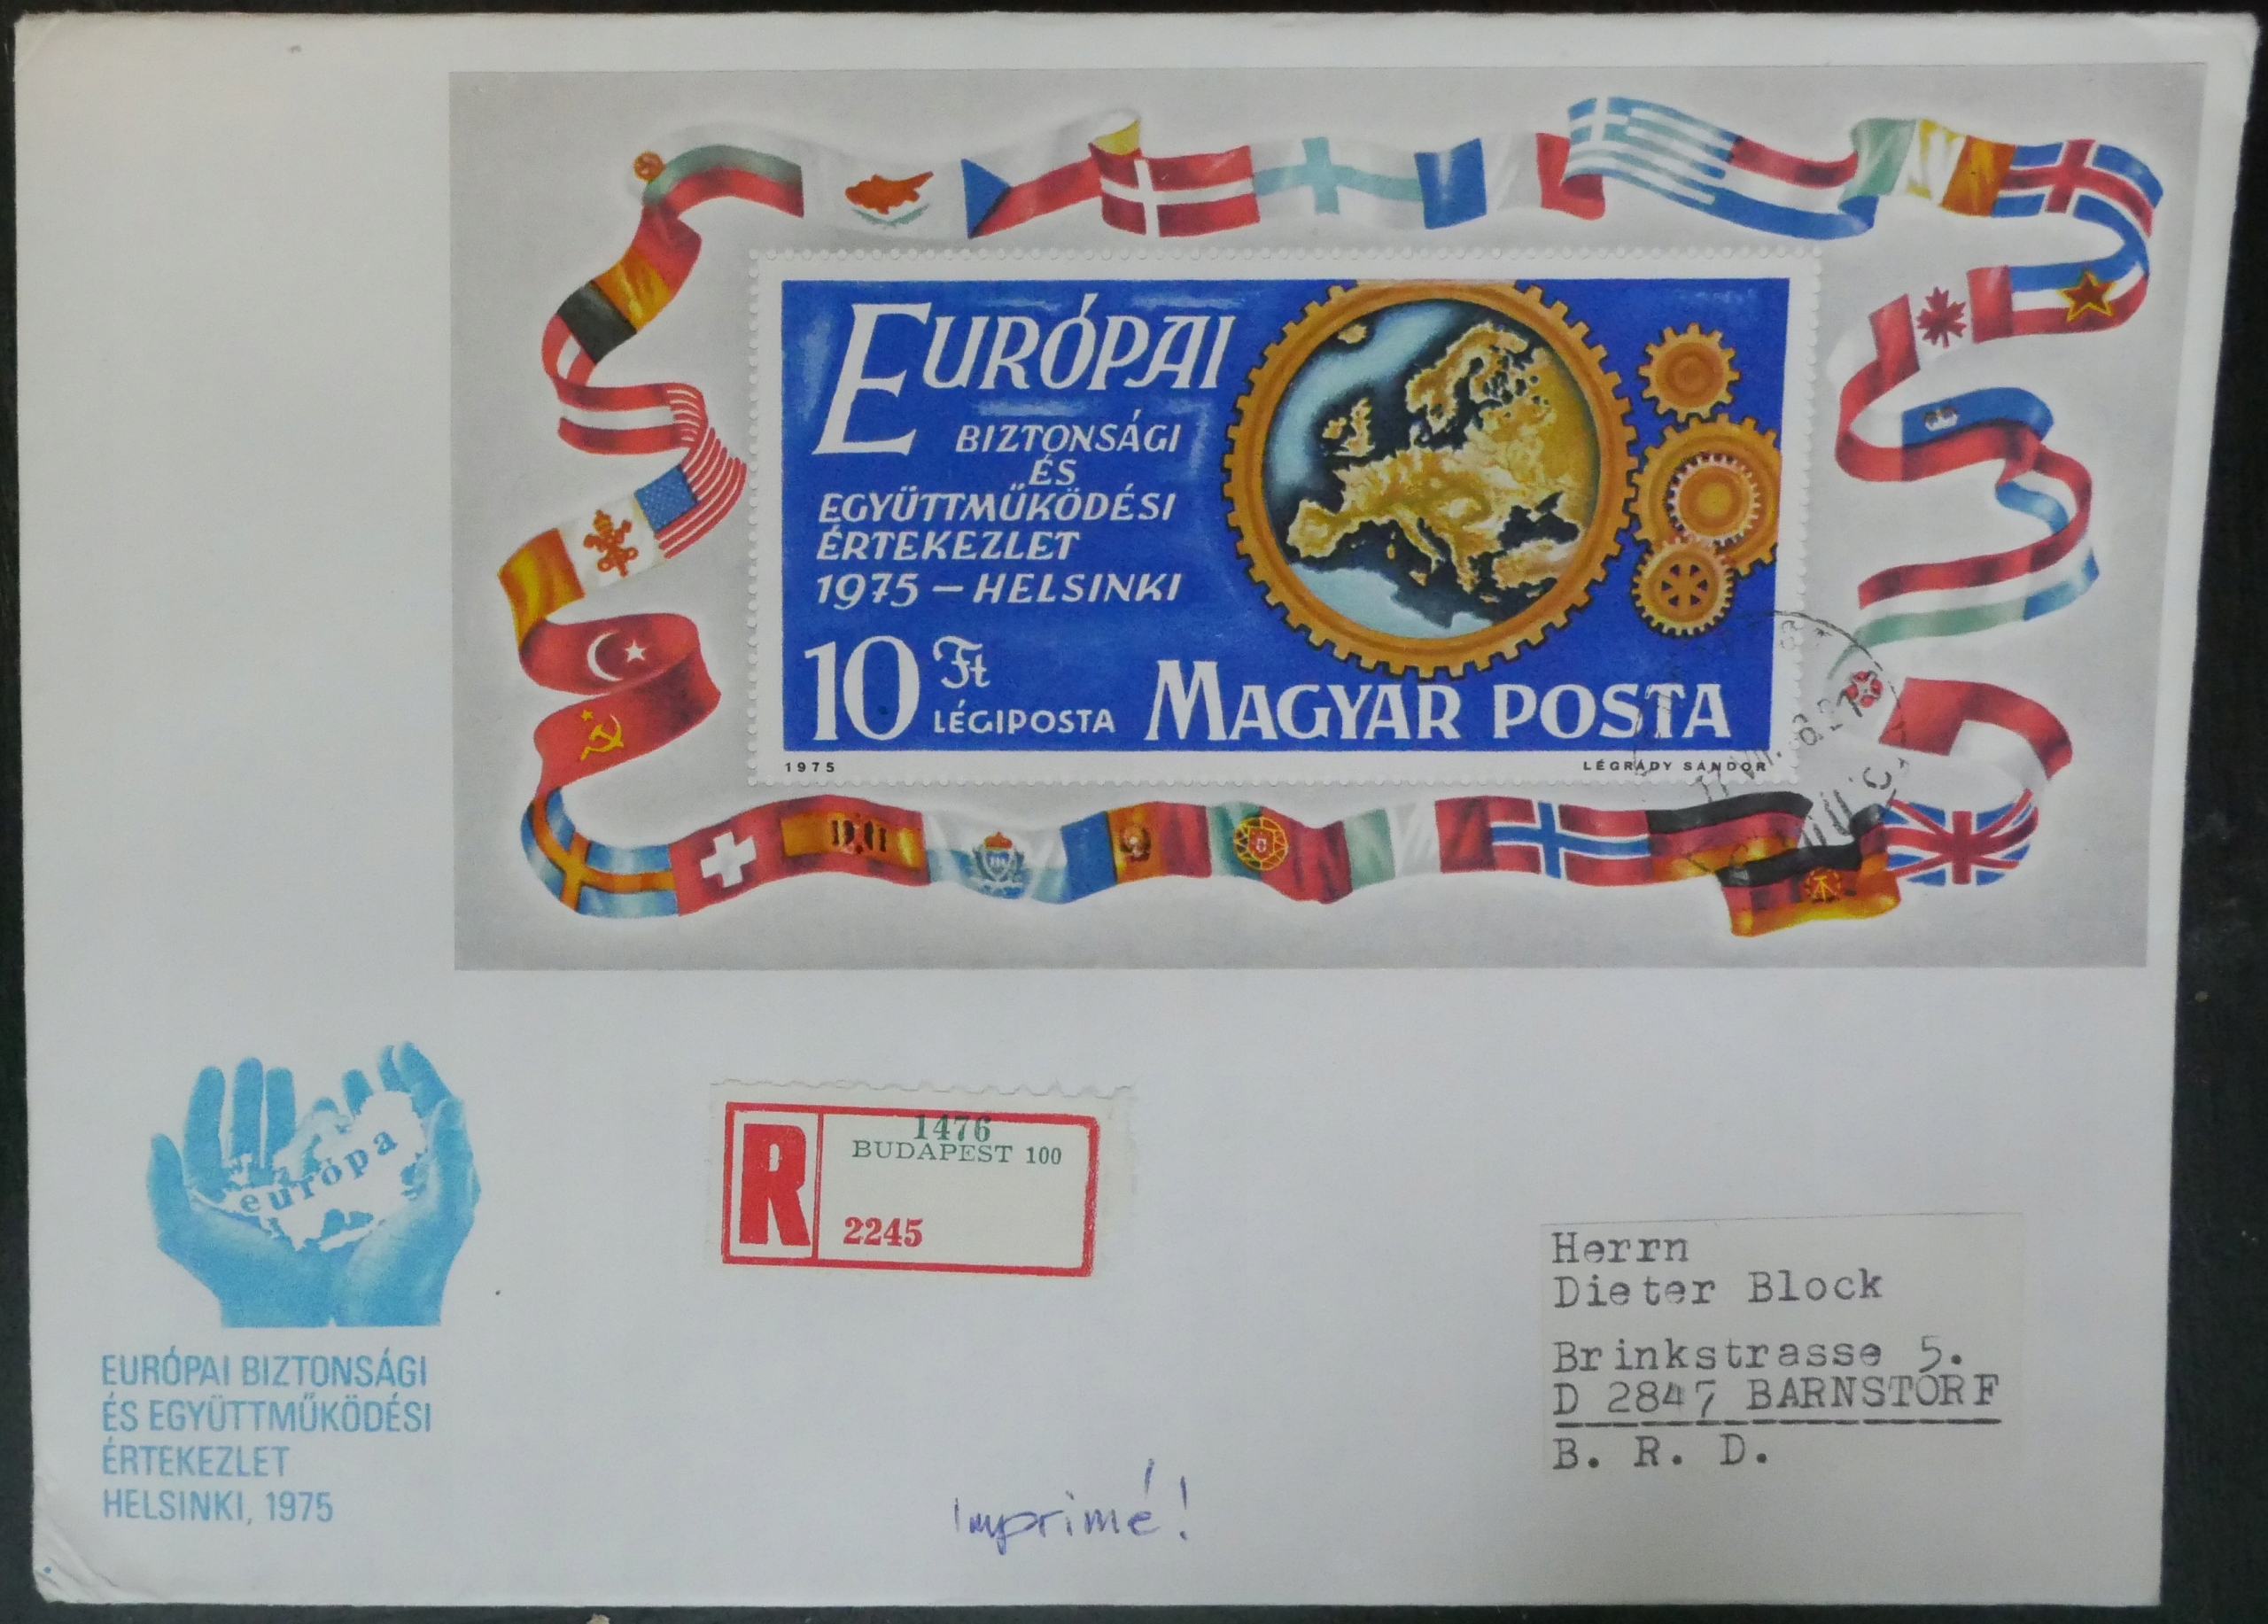 EURÓPAI
BIZTONSÁGI
ÉS
EGYÜTTMŰKÖDÉSI
ÉRTEKEZLET
1975 – HELSINKI
10 Ft
LÉGIPOSTA MAGYAR POSTA
1975 LÉGRÁDY SÁNDOR
európa
EURÓPAI BIZTONSÁGI
ÉS EGYÜTTMŰKÖDÉSI
ÉRTEKEZLET
HELSINKI, 1975
R
1476
BUDAPEST 100
2245
Herrn
Dieter Block
Brinkstrasse 5.
D 2847 BARNSTORF
B. R. D.
Imprimé!